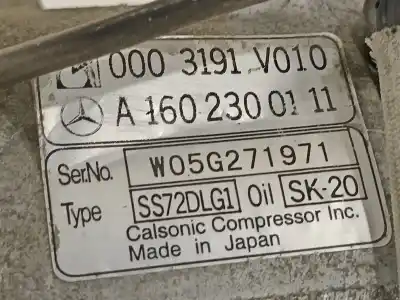 000 3191 V010
A 160 230 01 11
Ser.No. W05G271971
Type SS72DLG1 Oil SK-20
Calsonic Compressor Inc.
Made in Japan